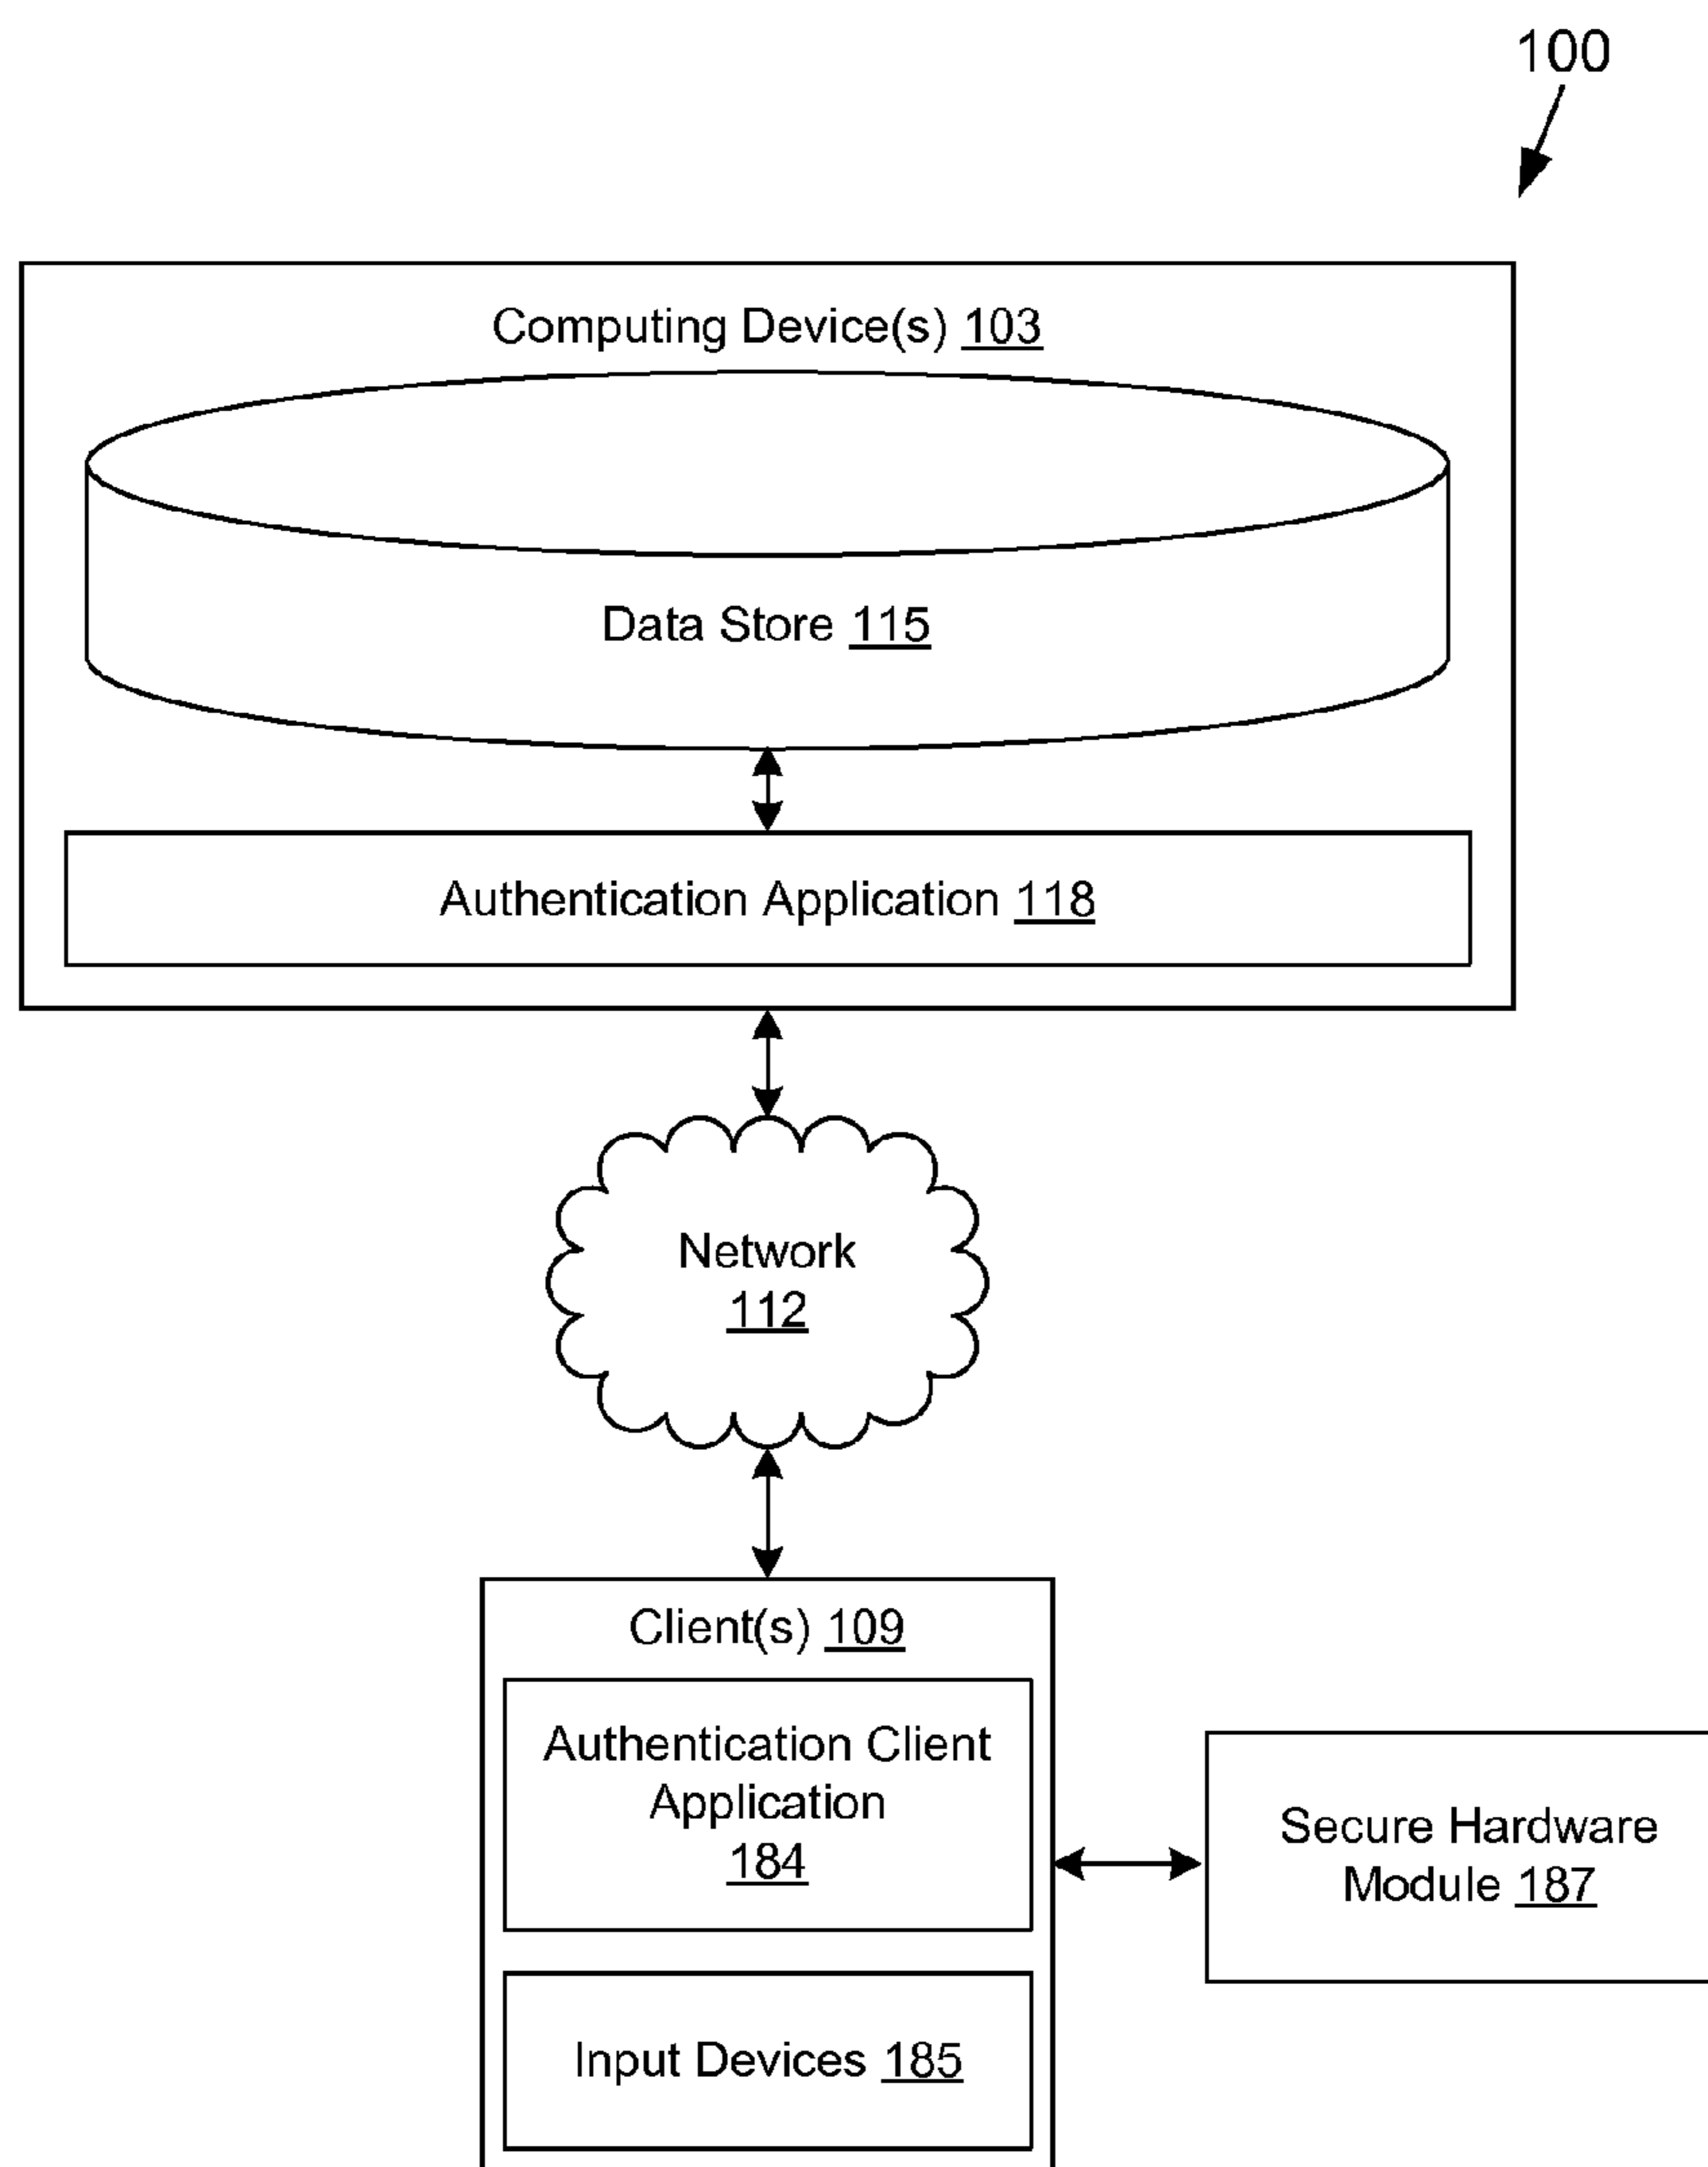 100
Computing Device(s) 103
Data Store 115
Authentication Application 118
Network
112
Client(s) 109
Authentication Client
Application
184
Secure Hardware
Module 187
Input Devices 185